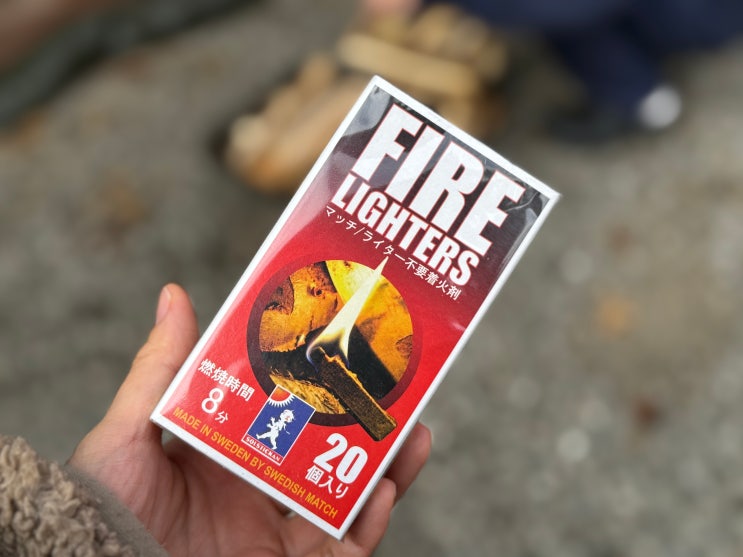 FIRE
LIGHTERS
マッチ/ライター不要着火剤
燃焼時間
8分
SOLSTICKAN
20
個入り
MADE IN SWEDEN BY SWEDISH MATCH